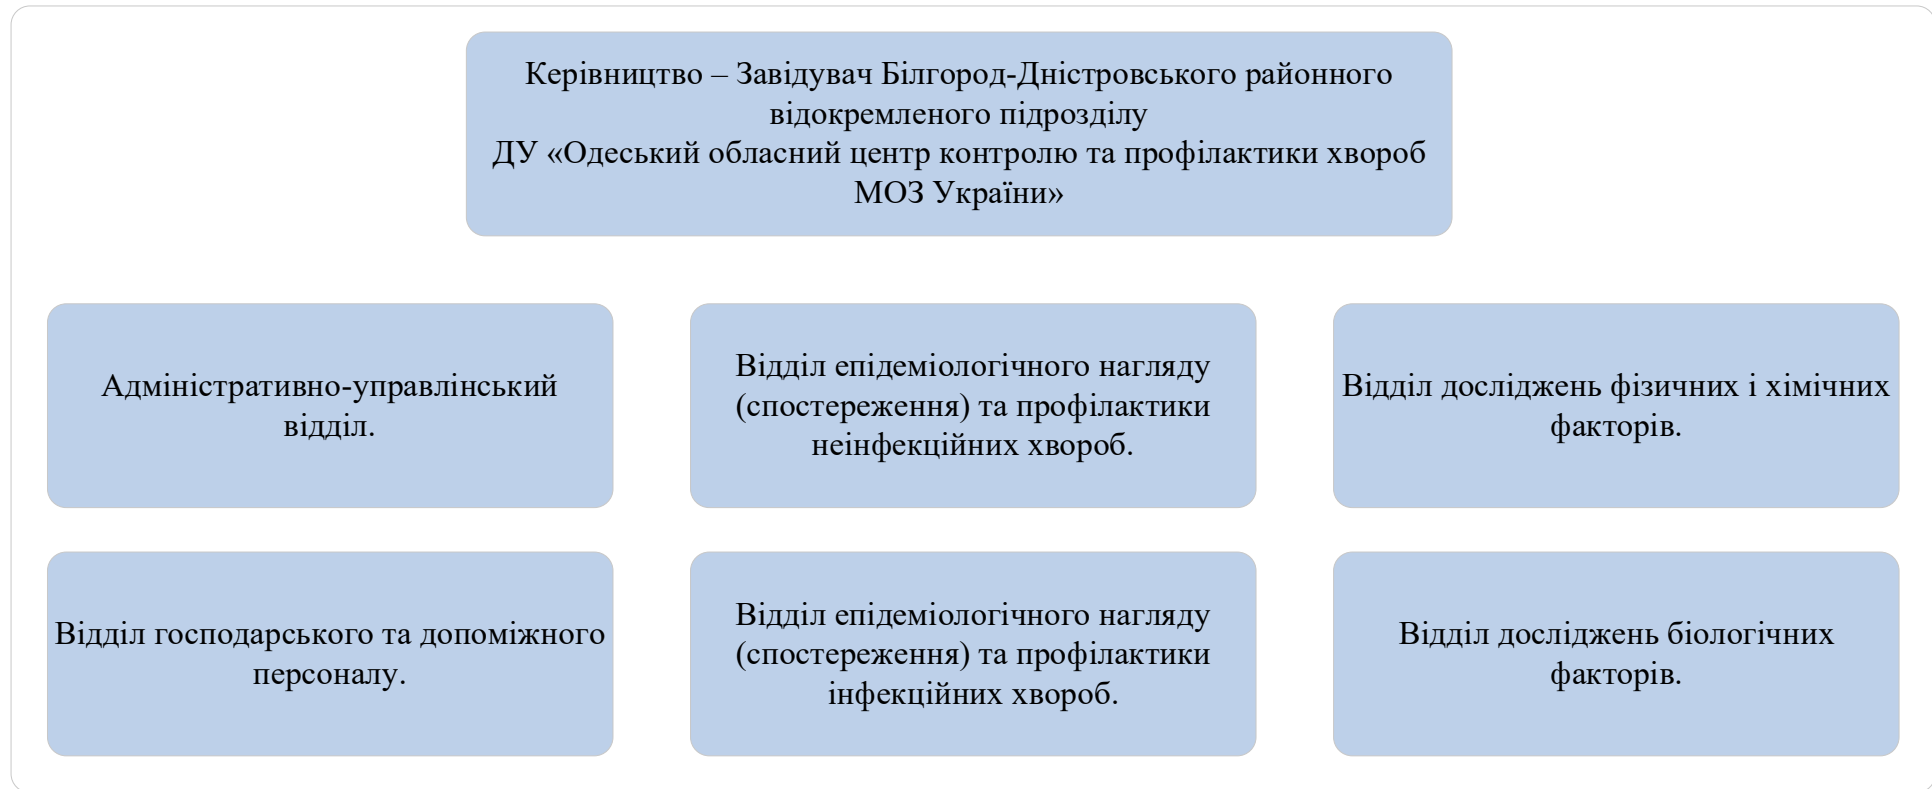 Керівництво – Завідувач Білгород-Дністровського районного
відокремленого підрозділу
ДУ «Одеський обласний центр контролю та профілактики хвороб
МОЗ України»
Адміністративно-управлінський
відділ.
Відділ епідеміологічного нагляду
(спостереження) та профілактики
неінфекційних хвороб.
Відділ досліджень фізичних і хімічних
факторів.
Відділ господарського та допоміжного
персоналу.
Відділ епідеміологічного нагляду
(спостереження) та профілактики
інфекційних хвороб.
Відділ досліджень біологічних
факторів.